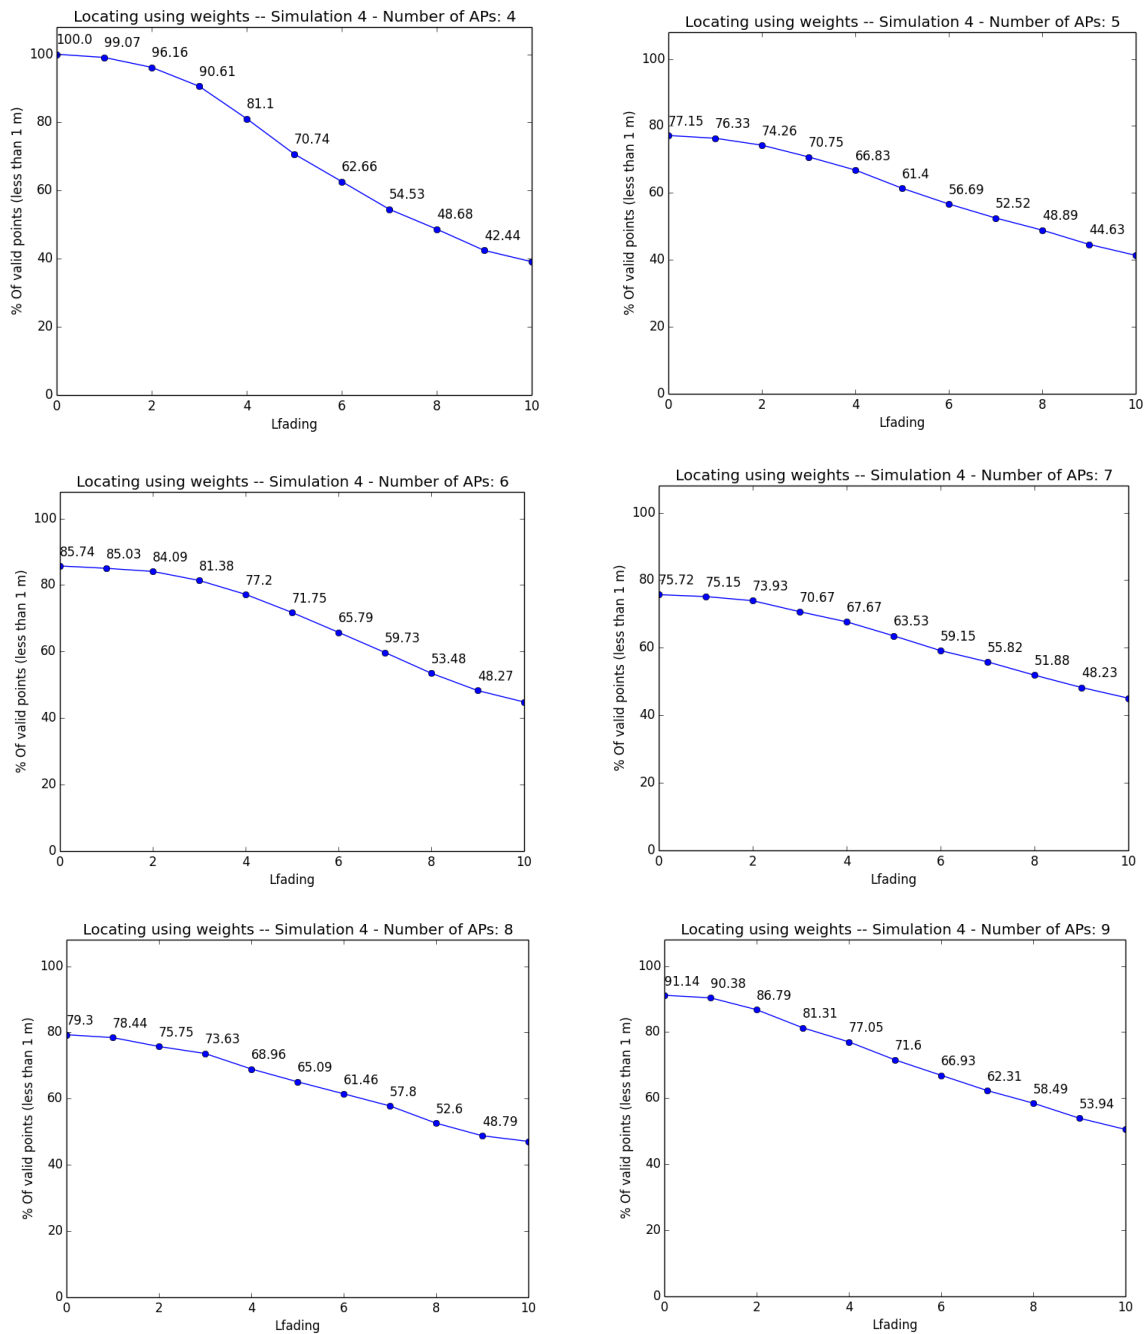 Locating using weights -- Simulation 4 - Number of APs: 4
100.0 99.07 96.16 90.61 81.1 70.74 62.66 54.53 48.68 42.44
100
80
60
40
20
0
0 2 4 6 8 10
% Of valid points (less than 1 m)
Lfading
Locating using weights -- Simulation 4 - Number of APs: 5
77.15 76.33 74.26 70.75 66.83 61.4 56.69 52.52 48.89 44.63
100
80
60
40
20
0
0 2 4 6 8 10
% Of valid points (less than 1 m)
Lfading
Locating using weights -- Simulation 4 - Number of APs: 6
85.74 85.03 84.09 81.38 77.2 71.75 65.79 59.73 53.48 48.27
100
80
60
40
20
0
0 2 4 6 8 10
% Of valid points (less than 1 m)
Lfading
Locating using weights -- Simulation 4 - Number of APs: 7
75.72 75.15 73.93 70.67 67.67 63.53 59.15 55.82 51.88 48.23
100
80
60
40
20
0
0 2 4 6 8 10
% Of valid points (less than 1 m)
Lfading
Locating using weights -- Simulation 4 - Number of APs: 8
79.3 78.44 75.75 73.63 68.96 65.09 61.46 57.8 52.6 48.79
100
80
60
40
20
0
0 2 4 6 8 10
% Of valid points (less than 1 m)
Lfading
Locating using weights -- Simulation 4 - Number of APs: 9
91.14 90.38 86.79 81.31 77.05 71.6 66.93 62.31 58.49 53.94
100
80
60
40
20
0
0 2 4 6 8 10
% Of valid points (less than 1 m)
Lfading